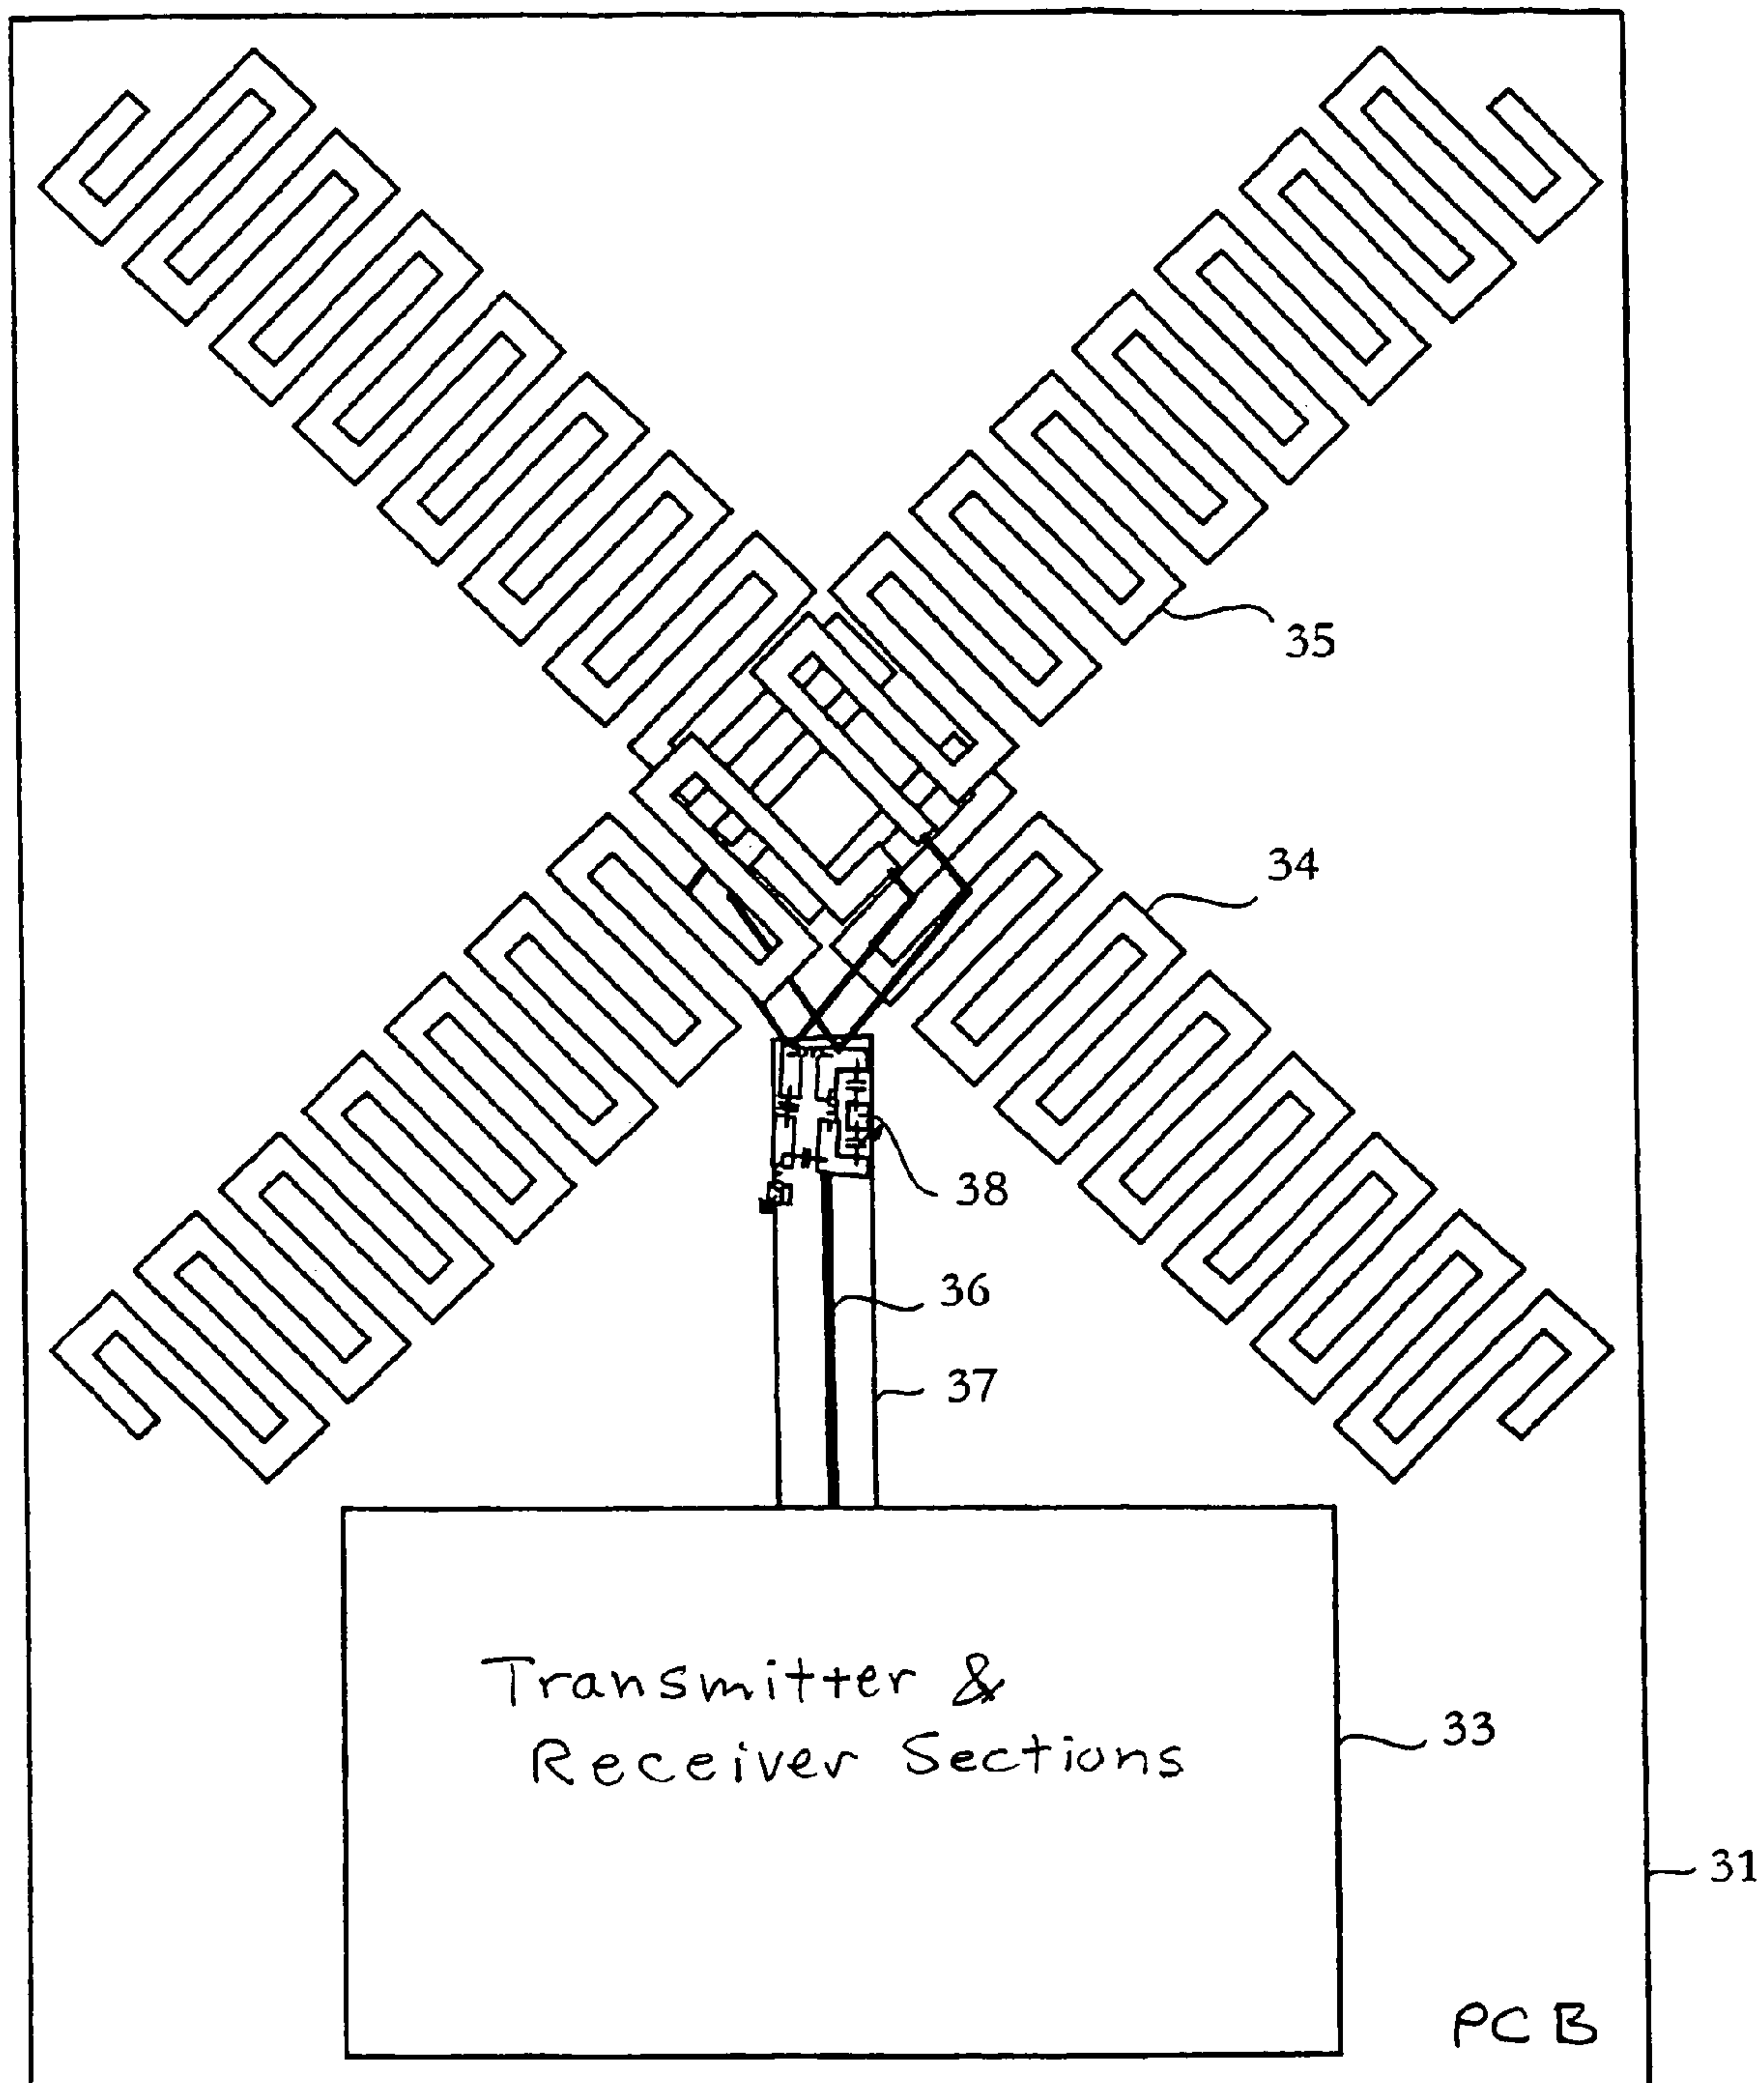 35
34
38
36
37
Transmitter &
Receiver Sections
33
31
PCB